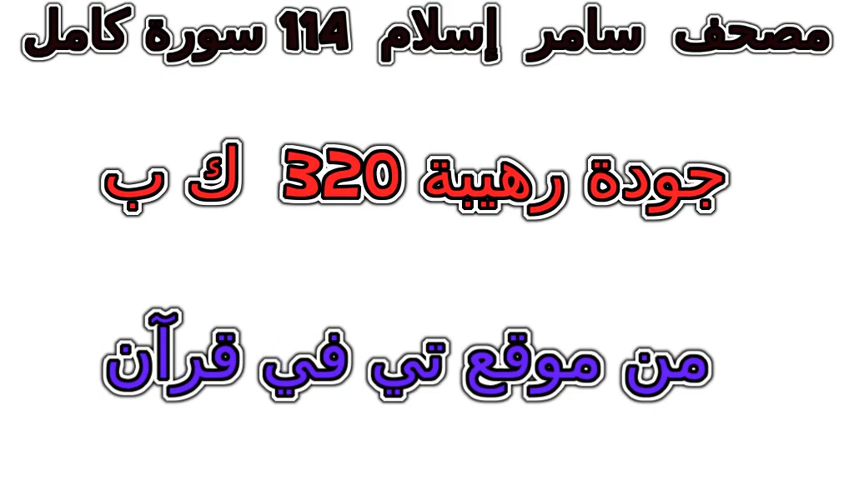 مصحف سامر إسلام 114 سورة كامل
جودة رهيبة 320 ك ب
من موقع تي في قرآن